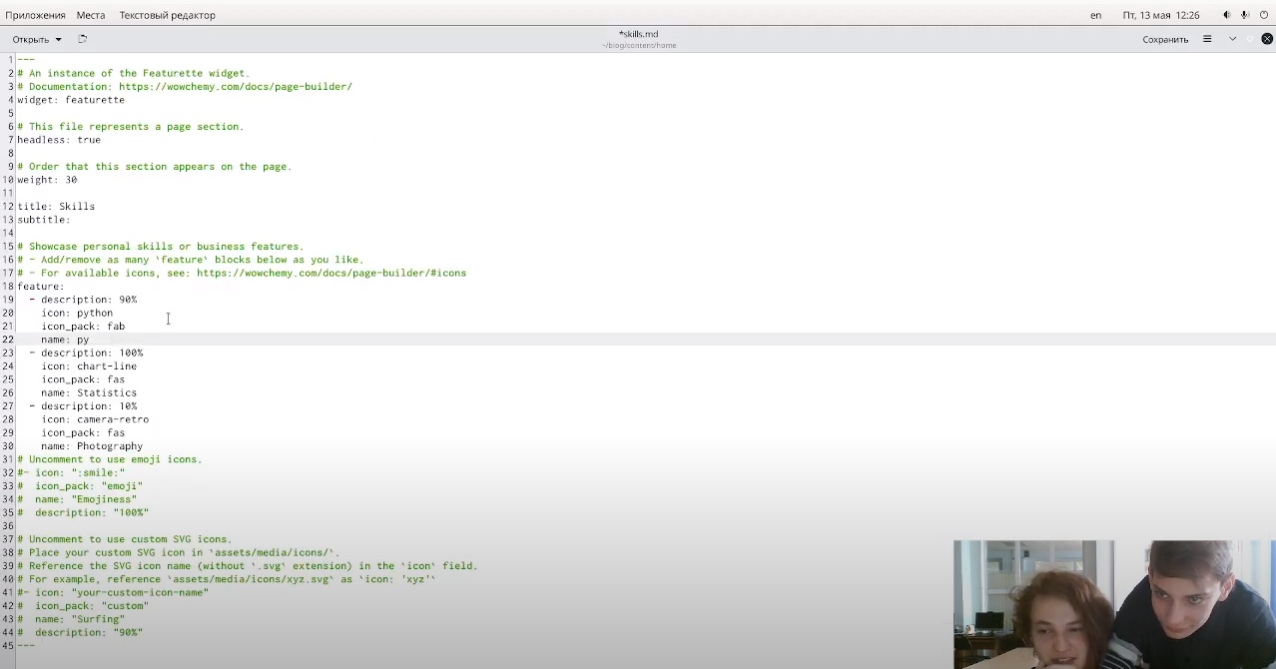 Приложения Места Текстовый редактор en Пт, 13 мая 12:26
Открыть *skills.md Сохранить
~/blog/content/home
1 ---
2 # An instance of the Featurette widget.
3 # Documentation: https://wowchemy.com/docs/page-builder/
4 widget: featurette
5
6 # This file represents a page section.
7 headless: true
8
9 # Order that this section appears on the page.
10 weight: 30
11
12 title: Skills
13 subtitle:
14
15 # Showcase personal skills or business features.
16 # - Add/remove as many `feature` blocks below as you like.
17 # - For available icons, see: https://wowchemy.com/docs/page-builder/#icons
18 feature:
19   - description: 90%
20     icon: python
21     icon_pack: fab
22     name: py
23   - description: 100%
24     icon: chart-line
25     icon_pack: fas
26     name: Statistics
27   - description: 10%
28     icon: camera-retro
29     icon_pack: fas
30     name: Photography
31 # Uncomment to use emoji icons.
32 #- icon: ":smile:"
33 #  icon_pack: "emoji"
34 #  name: "Emojiness"
35 #  description: "100%"
36
37 # Uncomment to use custom SVG icons.
38 # Place your custom SVG icon in `assets/media/icons/`.
39 # Reference the SVG icon name (without `.svg` extension) in the `icon` field.
40 # For example, reference `assets/media/icons/xyz.svg` as `icon: 'xyz'`
41 #- icon: "your-custom-icon-name"
42 #  icon_pack: "custom"
43 #  name: "Surfing"
44 #  description: "90%"
45 ---